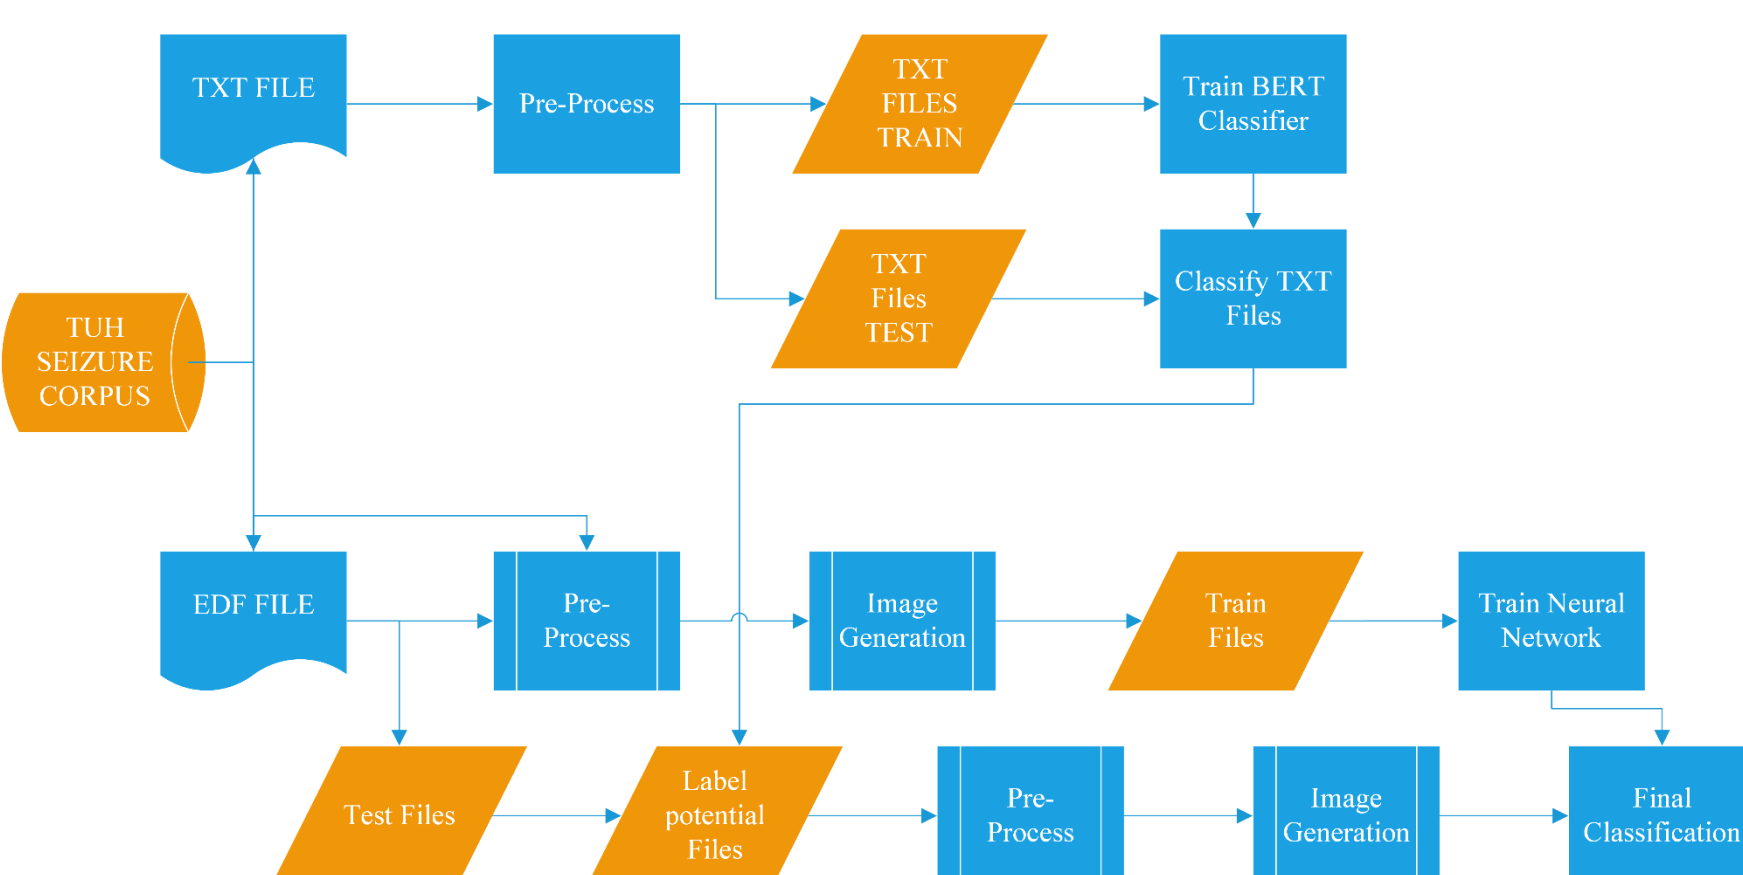 TXT FILE
Pre-Process
TXT
FILES
TRAIN
Train BERT
Classifier
TXT
Files
TEST
Classify TXT
Files
TUH
SEIZURE
CORPUS
EDF FILE
Pre-
Process
Image
Generation
Train
Files
Train Neural
Network
Test Files
Label
potential
Files
Pre-
Process
Image
Generation
Final
Classification